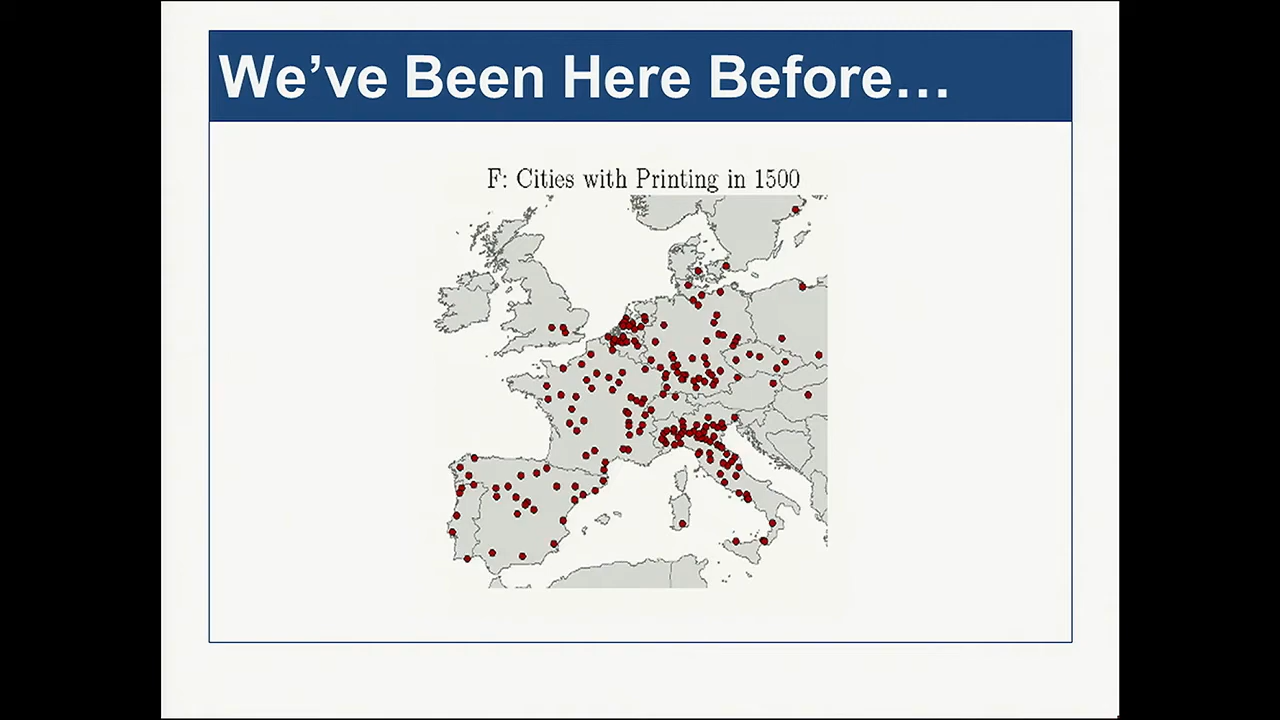 We’ve Been Here Before…
F: Cities with Printing in 1500